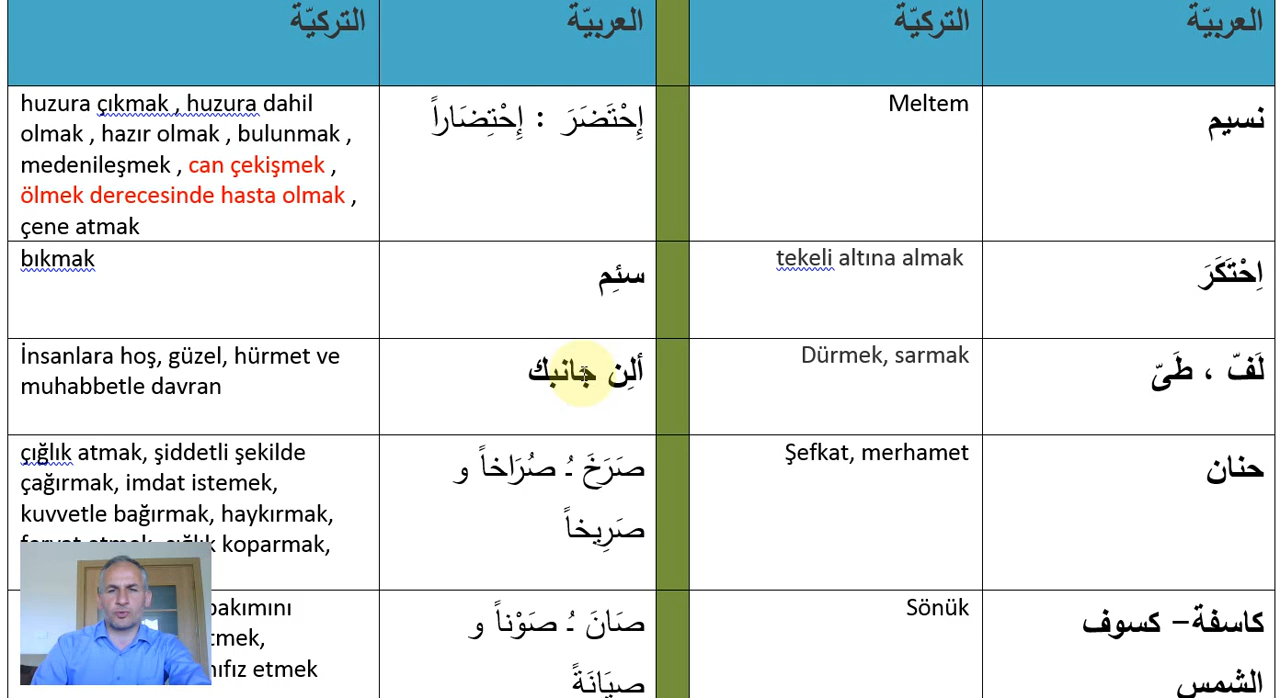 العربيّة
التركيّة
العربيّة
التركيّة
نسيم
Meltem
إِحْتَضَرَ : إِحْتِضَاراً
huzura çıkmak , huzura dahil
olmak , hazır olmak , bulunmak ,
medenileşmek , can çekişmek ,
ölmek derecesinde hasta olmak ,
çene atmak
اِحْتَكَرَ
tekeli altına almak
سئِم
bıkmak
لَفّ ، طَىّ
Dürmek, sarmak
ألِن جانبك
İnsanlara hoş, güzel, hürmet ve
muhabbetle davran
حنان
Şefkat, merhamet
صَرَخَ ـُ صُرَاخاً و
صَرِيخاً
çığlık atmak, şiddetli şekilde
çağırmak, imdat istemek,
kuvvetle bağırmak, haykırmak,
koparmak,
كاسفة– كسوف
الشمس
Sönük
صَانَ ـُ صَوْناً و
صِيَانَةً
etmek